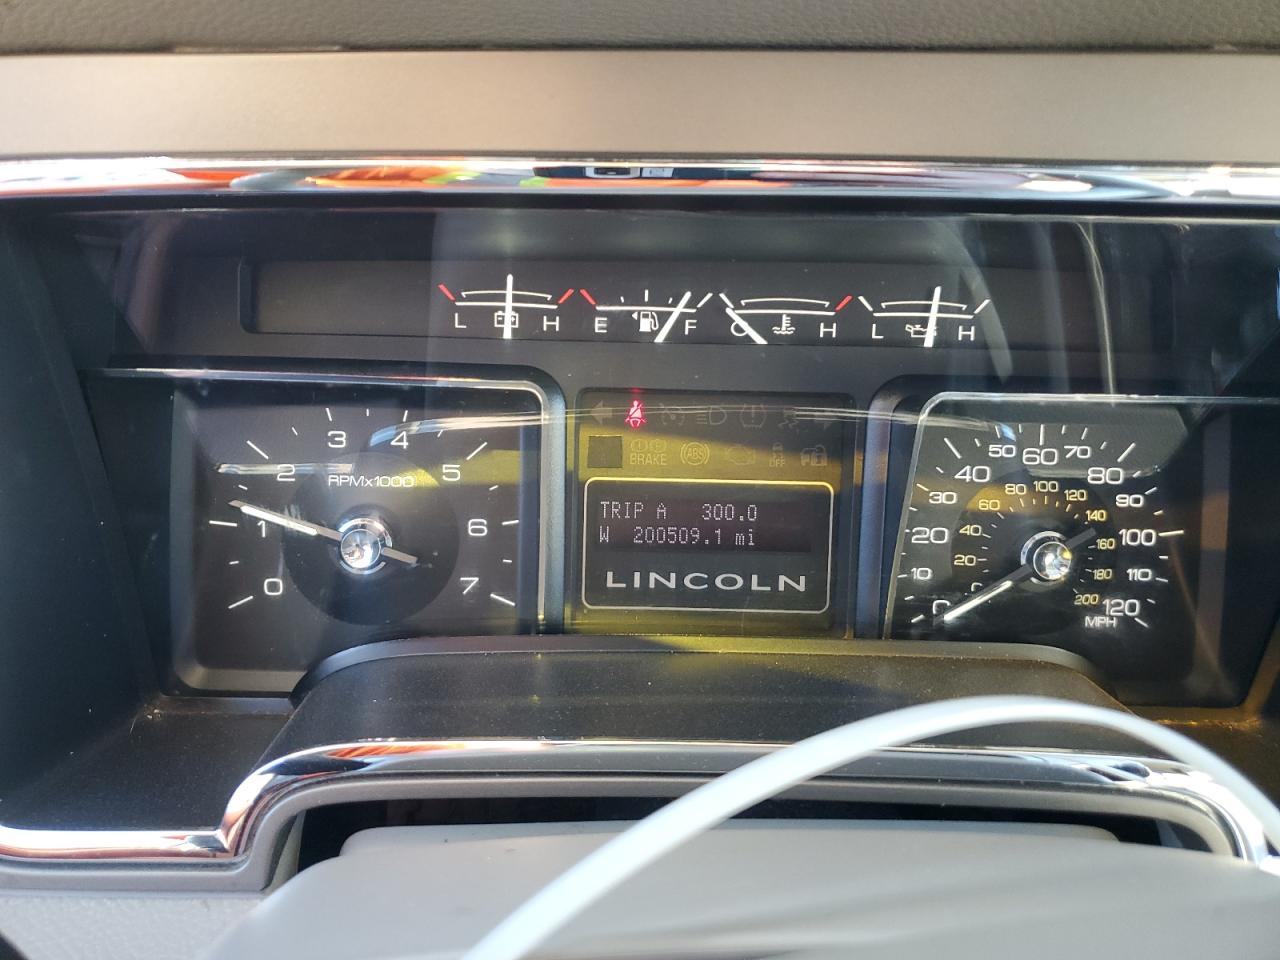 L H E F C H L H
0 1 2 3 4 5 6 7
RPMx1000
BRAKE ABS OFF
TRIP A 300.0
W 200509.1 mi
LINCOLN
0 10 20 30 40 50 60 70 80 90 100 110 120
0 20 40 60 80 100 120 140 160 180 200
MPH